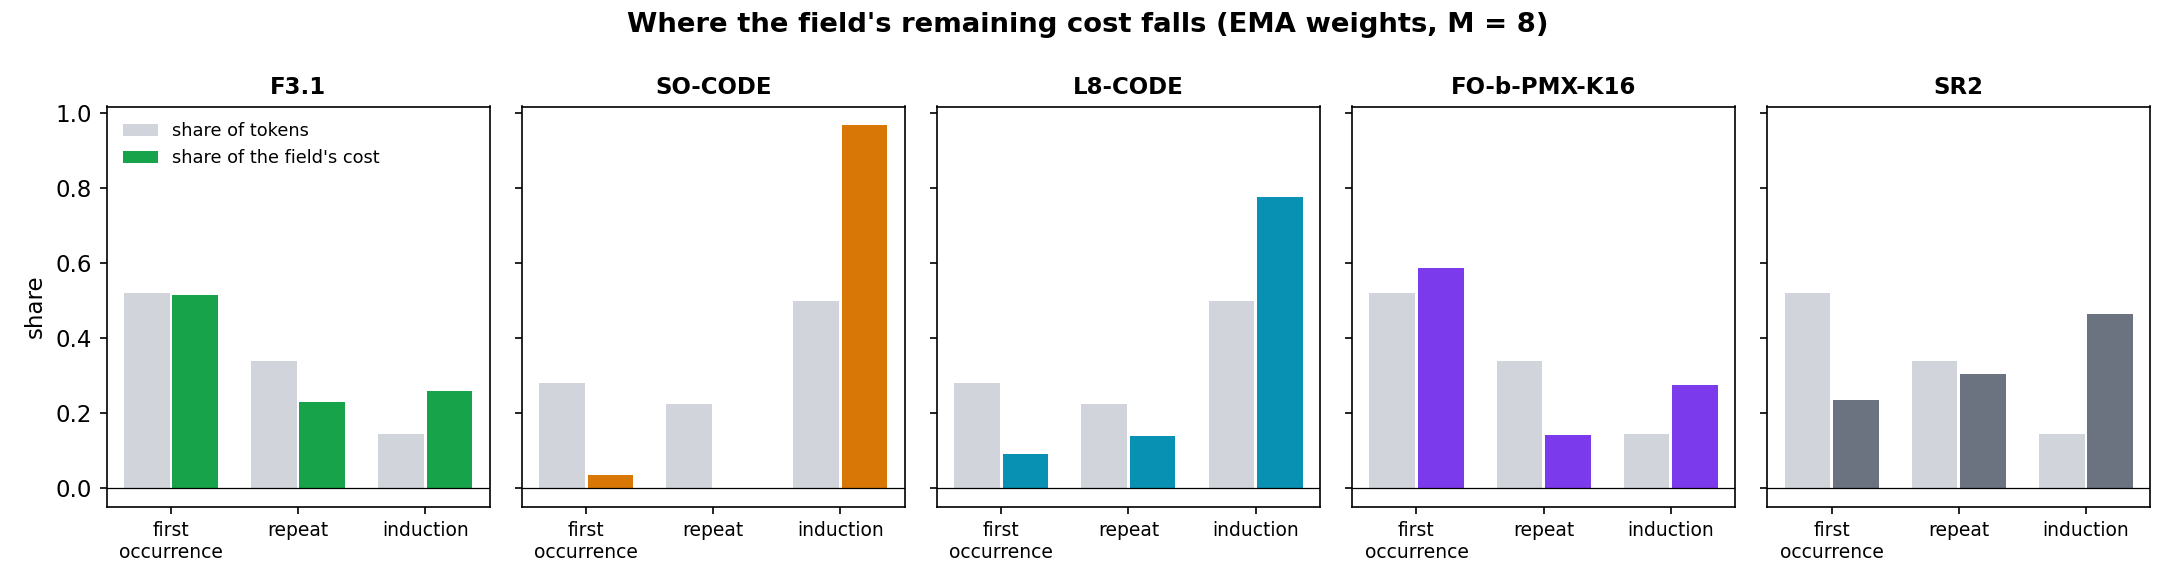 Where the field's remaining cost falls (EMA weights, M = 8)
F3.1
SO-CODE
L8-CODE
FO-b-PMX-K16
SR2
share of tokens
share of the field's cost
share
1.0
0.8
0.6
0.4
0.2
0.0
first
occurrence
repeat
induction
first
occurrence
repeat
induction
first
occurrence
repeat
induction
first
occurrence
repeat
induction
first
occurrence
repeat
induction